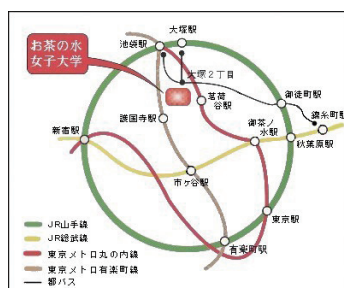 お茶の水
女子大学
池袋駅
大塚駅
大塚2丁目
茗荷
谷駅
護国寺駅
御徒町駅
錦糸町駅
新宿駅
御茶ノ
水駅
秋葉原駅
市ヶ谷駅
東京駅
有楽町駅
JR山手線
JR総武線
東京メトロ丸の内線
東京メトロ有楽町線
都バス